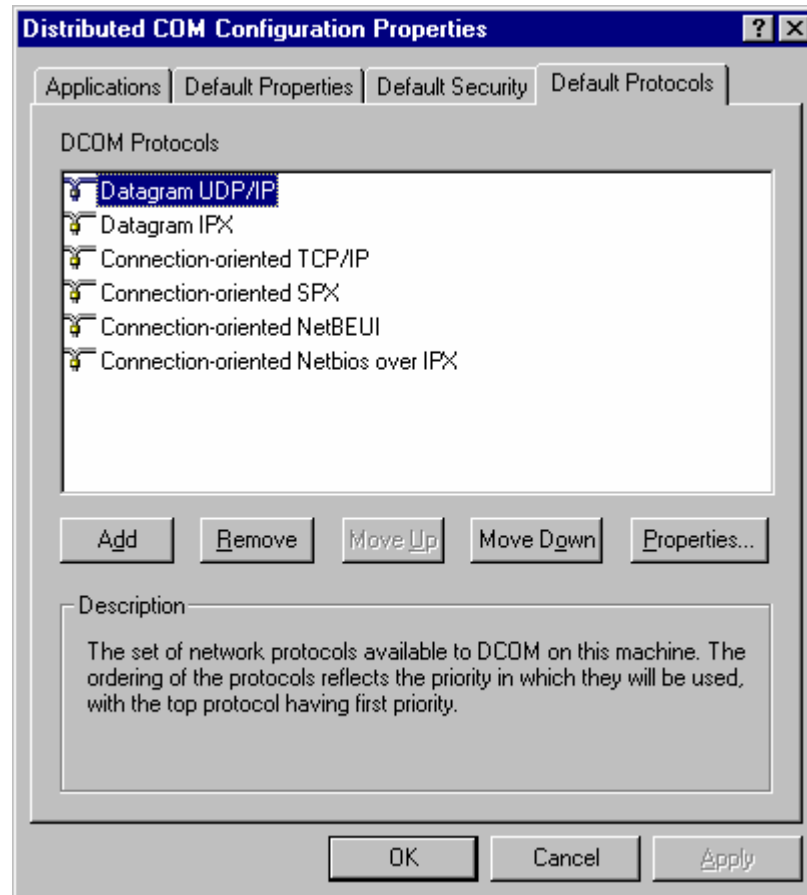 Distributed COM Configuration Properties
Applications Default Properties Default Security Default Protocols
DCOM Protocols
Datagram UDP/IP
Datagram IPX
Connection-oriented TCP/IP
Connection-oriented SPX
Connection-oriented NetBEUI
Connection-oriented Netbios over IPX
Add Remove Move Up Move Down Properties...
Description
The set of network protocols available to DCOM on this machine. The
ordering of the protocols reflects the priority in which they will be used,
with the top protocol having first priority.
OK Cancel Apply